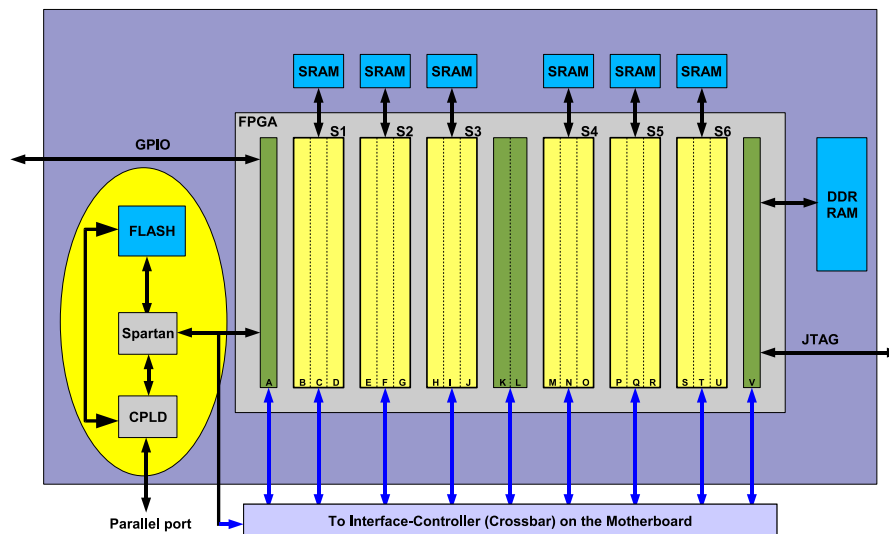 SRAM SRAM SRAM SRAM SRAM SRAM
FPGA
S1 S2 S3 S4 S5 S6
GPIO
DDR
RAM
FLASH
Spartan
JTAG
A B C D E F G H I J K L M N O P Q R S T U V
CPLD
Parallel port
To Interface-Controller (Crossbar) on the Motherboard